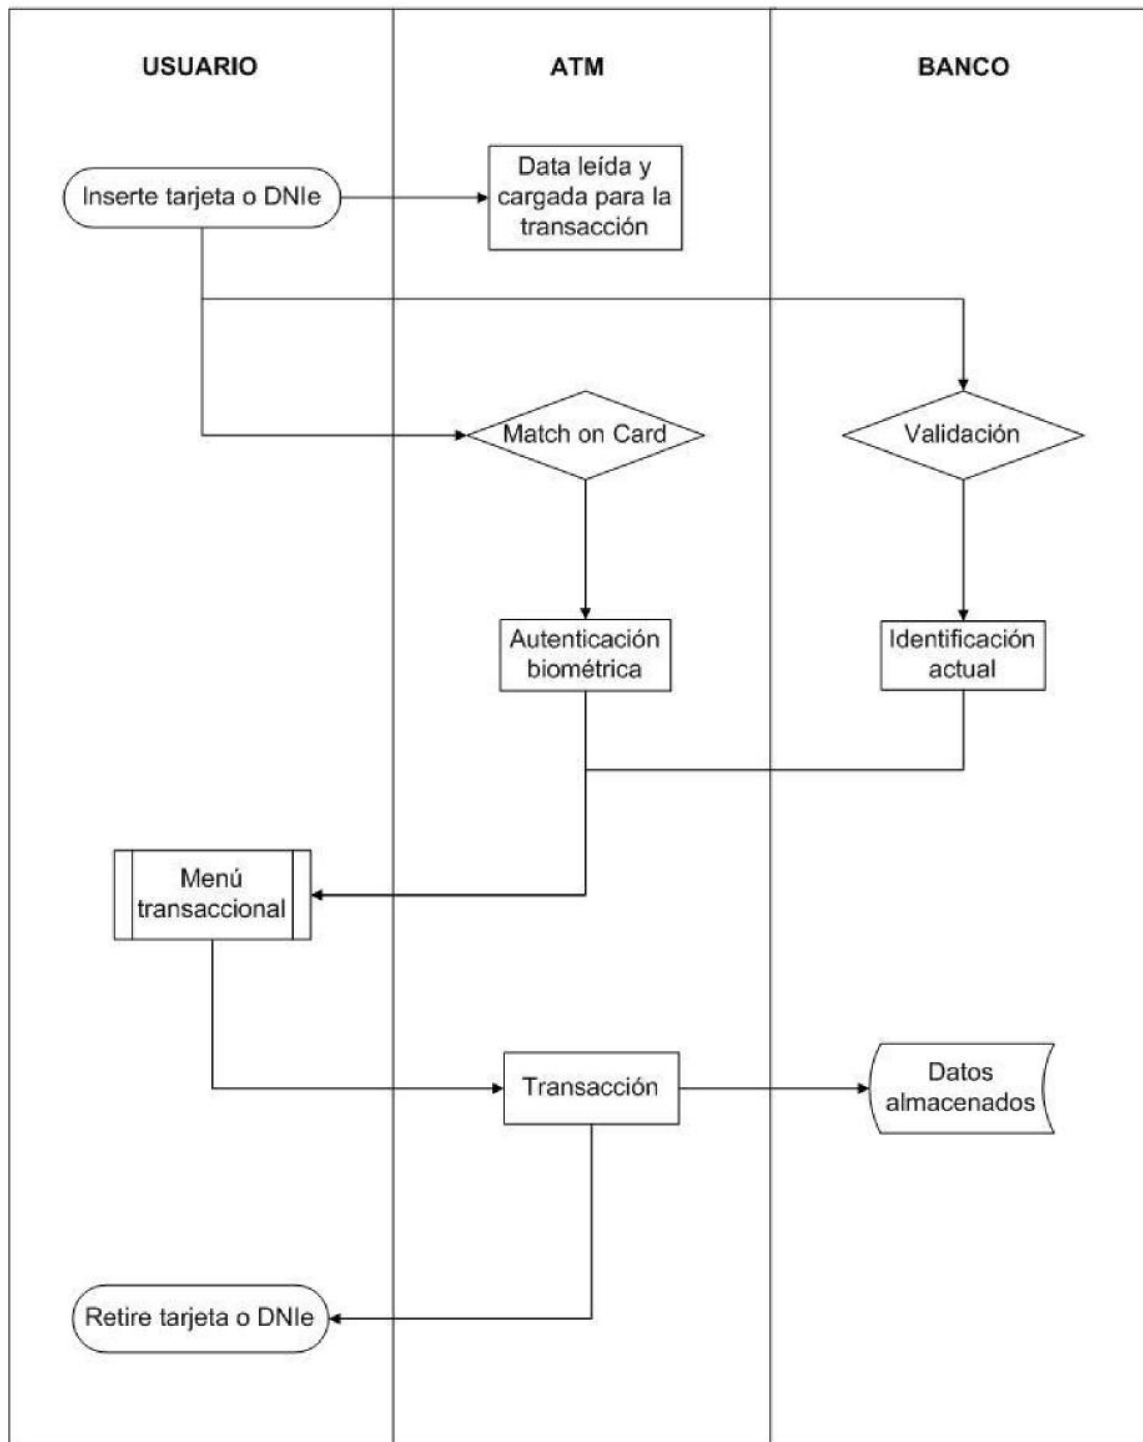 USUARIO
ATM
BANCO
Inserte tarjeta o DNIe
Data leída y
cargada para la
transacción
Match on Card
Validación
Autenticación
biométrica
Identificación
actual
Menú
transaccional
Transacción
Datos
almacenados
Retire tarjeta o DNIe